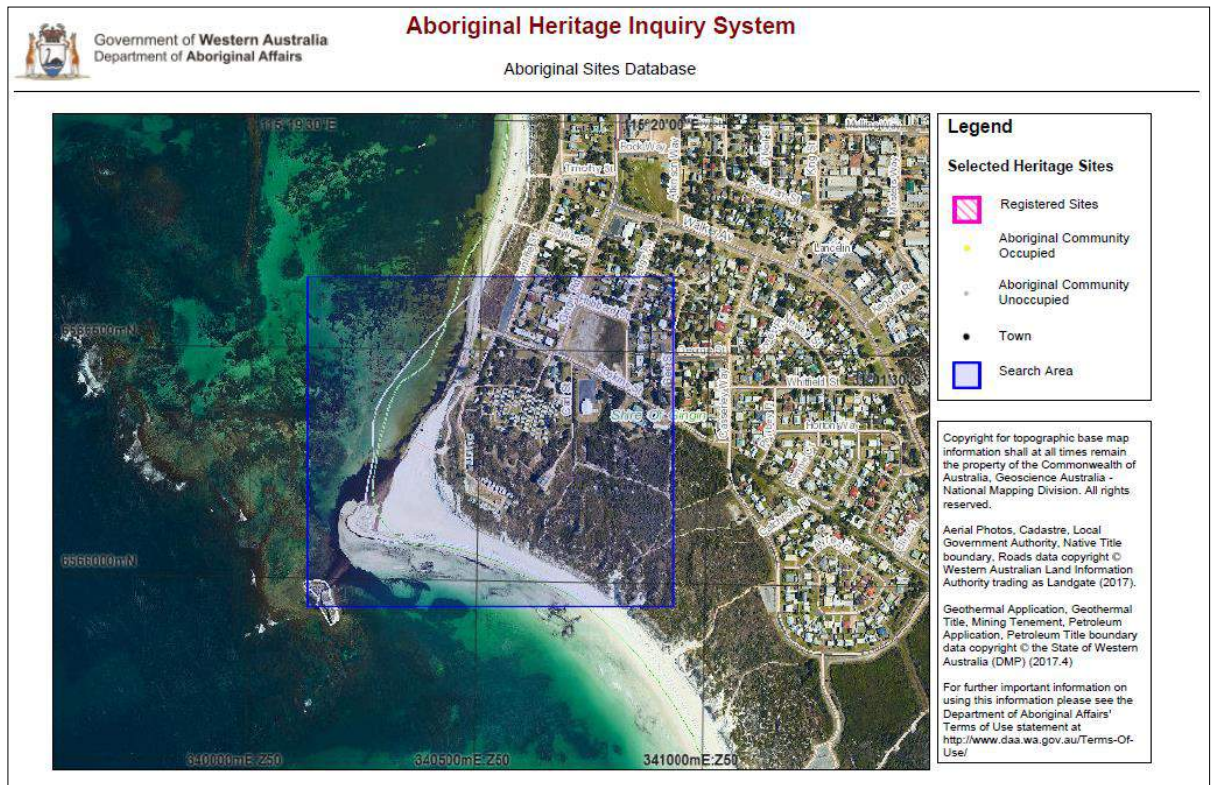 Aboriginal Heritage Inquiry System
Government of Western Australia
Department of Aboriginal Affairs
Aboriginal Sites Database
115°19'30"E
Rock Way
Timothy St
Atkinson Way
King St
Walker Av
Lancelin
6566500mN
Whitfield St
Casserley Way
Shire Of Gingin
Horton Wa
6566000mN
340000mE:Z50
340500mE:Z50
341000mE:Z50
Legend
Selected Heritage Sites
Registered Sites
Aboriginal Community
Occupied
Aboriginal Community
Unoccupied
Town
Search Area
Copyright for topographic base map
information shall at all times remain
the property of the Commonwealth of
Australia, Geoscience Australia -
National Mapping Division. All rights
reserved.
Aerial Photos, Cadastre, Local
Government Authority, Native Title
boundary, Roads data copyright ©
Western Australian Land Information
Authority trading as Landgate (2017).
Geothermal Application, Geothermal
Title, Mining Tenement, Petroleum
Application, Petroleum Title boundary
data copyright © the State of Western
Australia (DMP) (2017.4)
For further important information on
using this information please see the
Department of Aboriginal Affairs'
Terms of Use statement at
http://www.daa.wa.gov.au/Terms-Of-
Use/